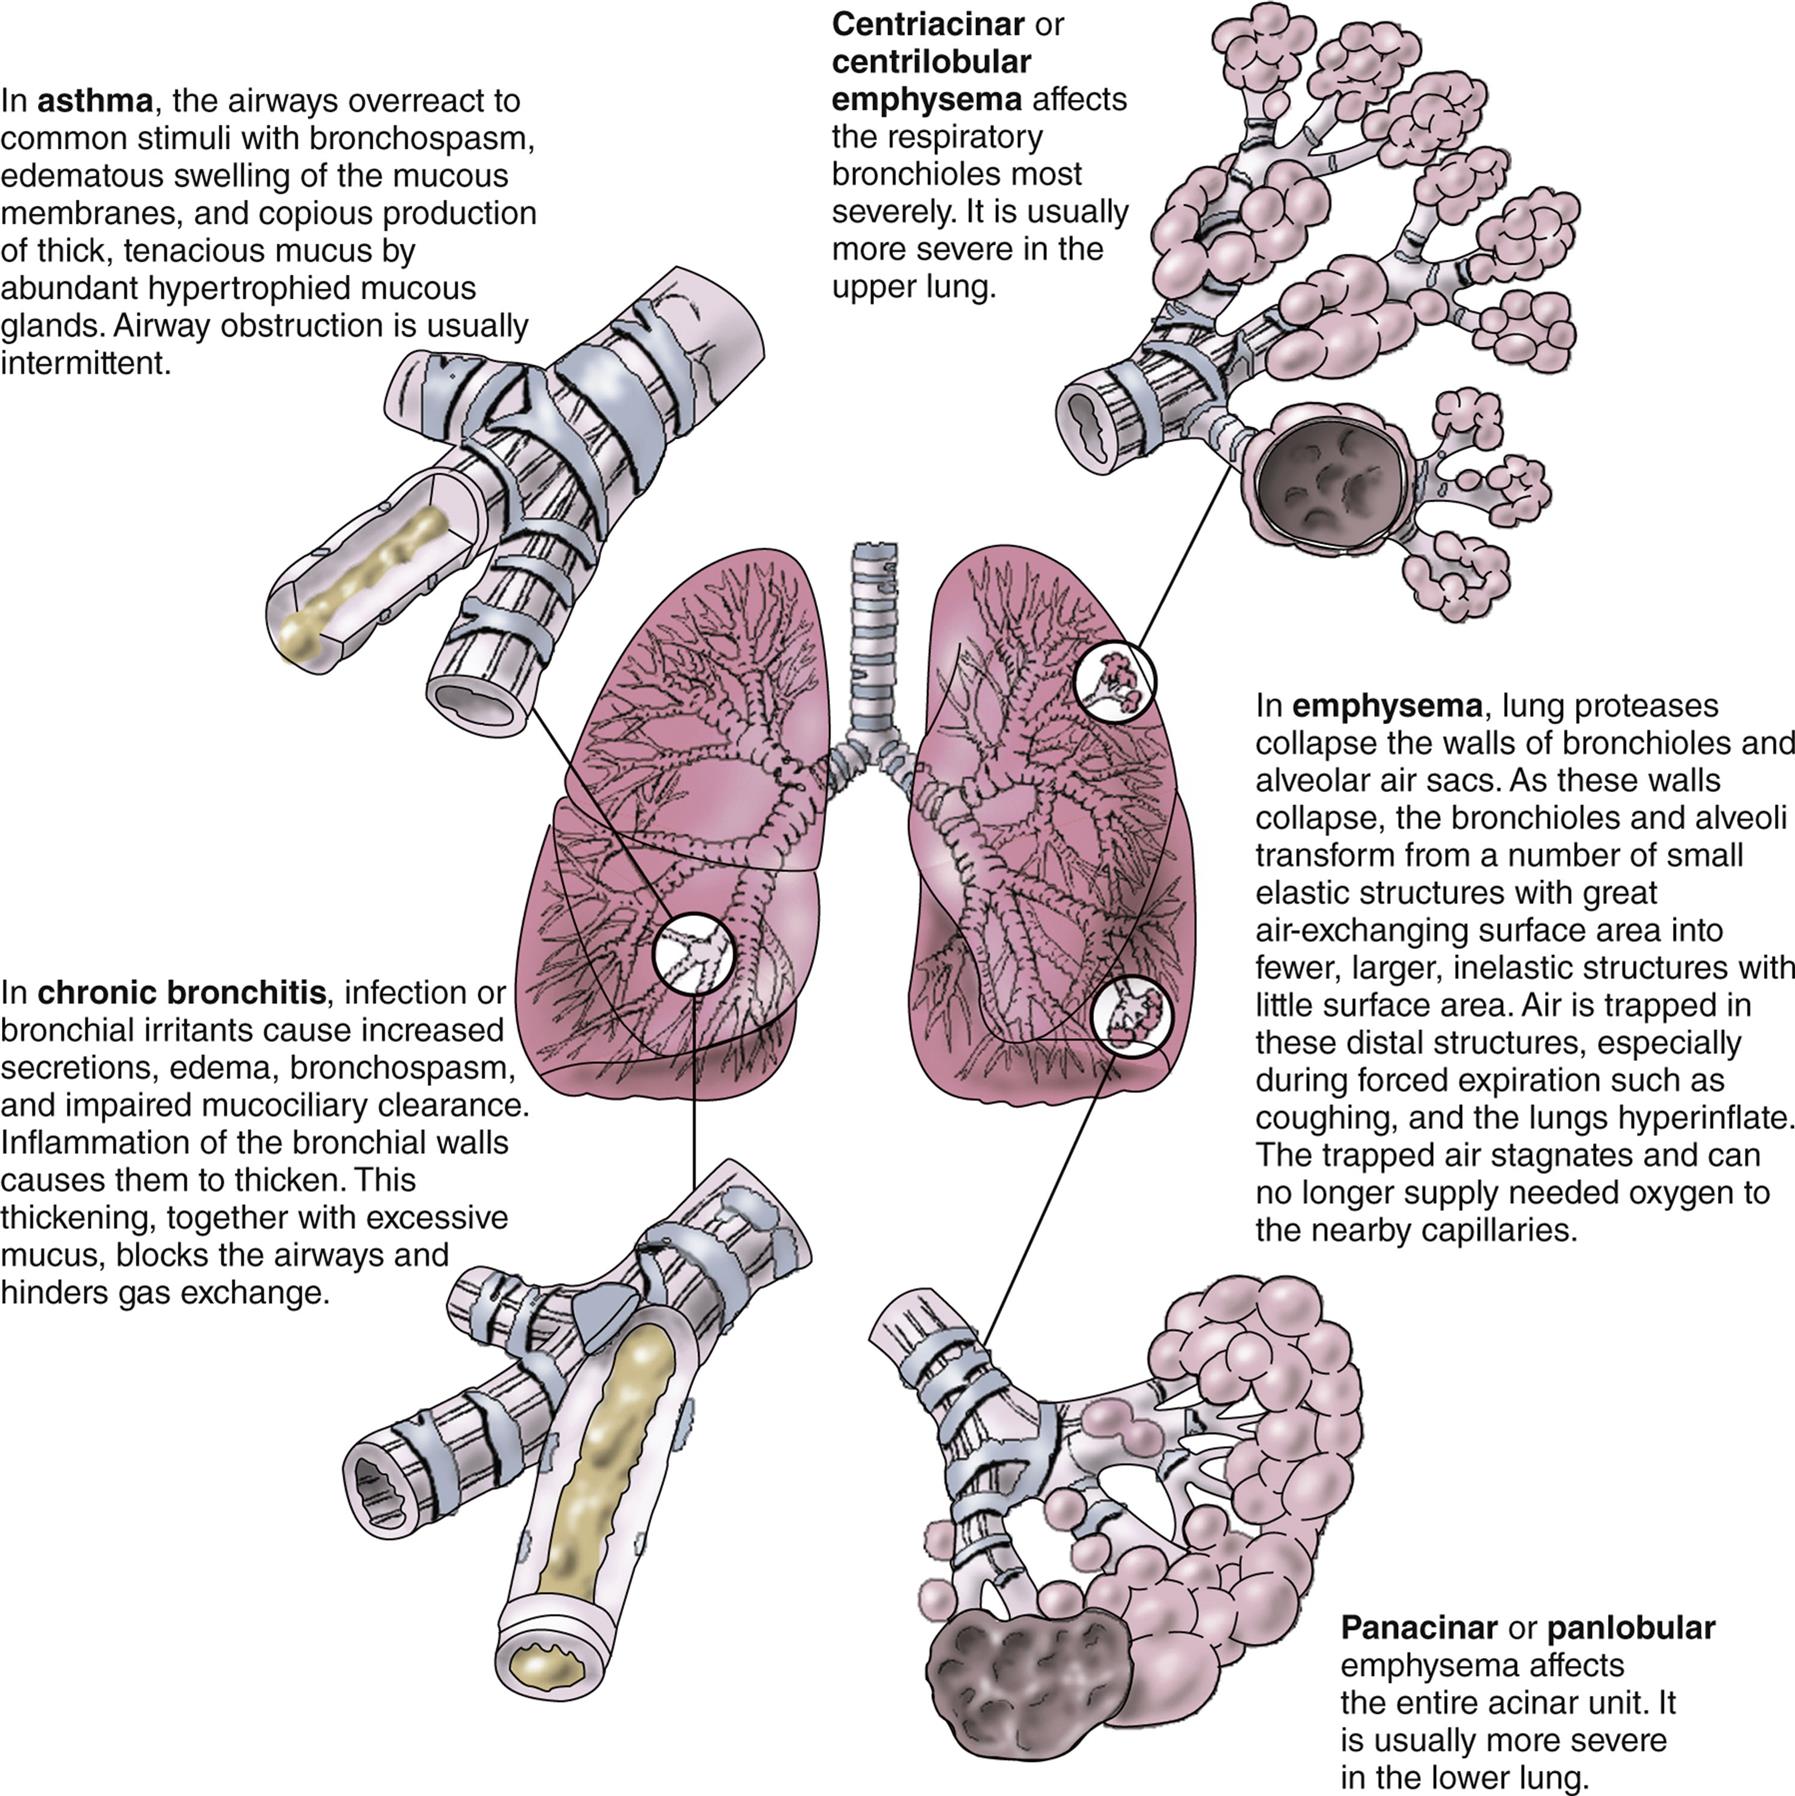 In asthma, the airways overreact to
common stimuli with bronchospasm,
edematous swelling of the mucous
membranes, and copious production
of thick, tenacious mucus by
abundant hypertrophied mucous
glands. Airway obstruction is usually
intermittent.
Centriacinar or
centrilobular
emphysema affects
the respiratory
bronchioles most
severely. It is usually
more severe in the
upper lung.
In emphysema, lung proteases
collapse the walls of bronchioles and
alveolar air sacs. As these walls
collapse, the bronchioles and alveoli
transform from a number of small
elastic structures with great
air-exchanging surface area into
fewer, larger, inelastic structures with
little surface area. Air is trapped in
these distal structures, especially
during forced expiration such as
coughing, and the lungs hyperinflate.
The trapped air stagnates and can
no longer supply needed oxygen to
the nearby capillaries.
In chronic bronchitis, infection or
bronchial irritants cause increased
secretions, edema, bronchospasm,
and impaired mucociliary clearance.
Inflammation of the bronchial walls
causes them to thicken. This
thickening, together with excessive
mucus, blocks the airways and
hinders gas exchange.
Panacinar or panlobular
emphysema affects
the entire acinar unit. It
is usually more severe
in the lower lung.